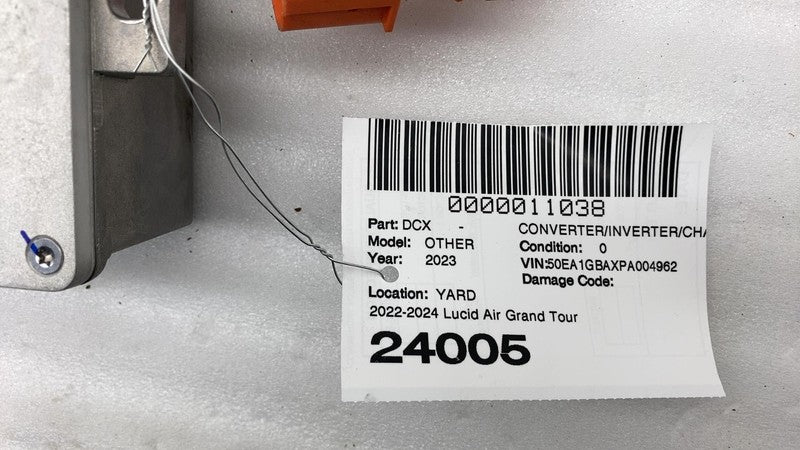 0000011038
Part: DCX - CONVERTER/INVERTER/CHA
Model: OTHER Condition: 0
Year: 2023 VIN:50EA1GBAXPA004962
Damage Code:
Location: YARD
2022-2024 Lucid Air Grand Tour
24005